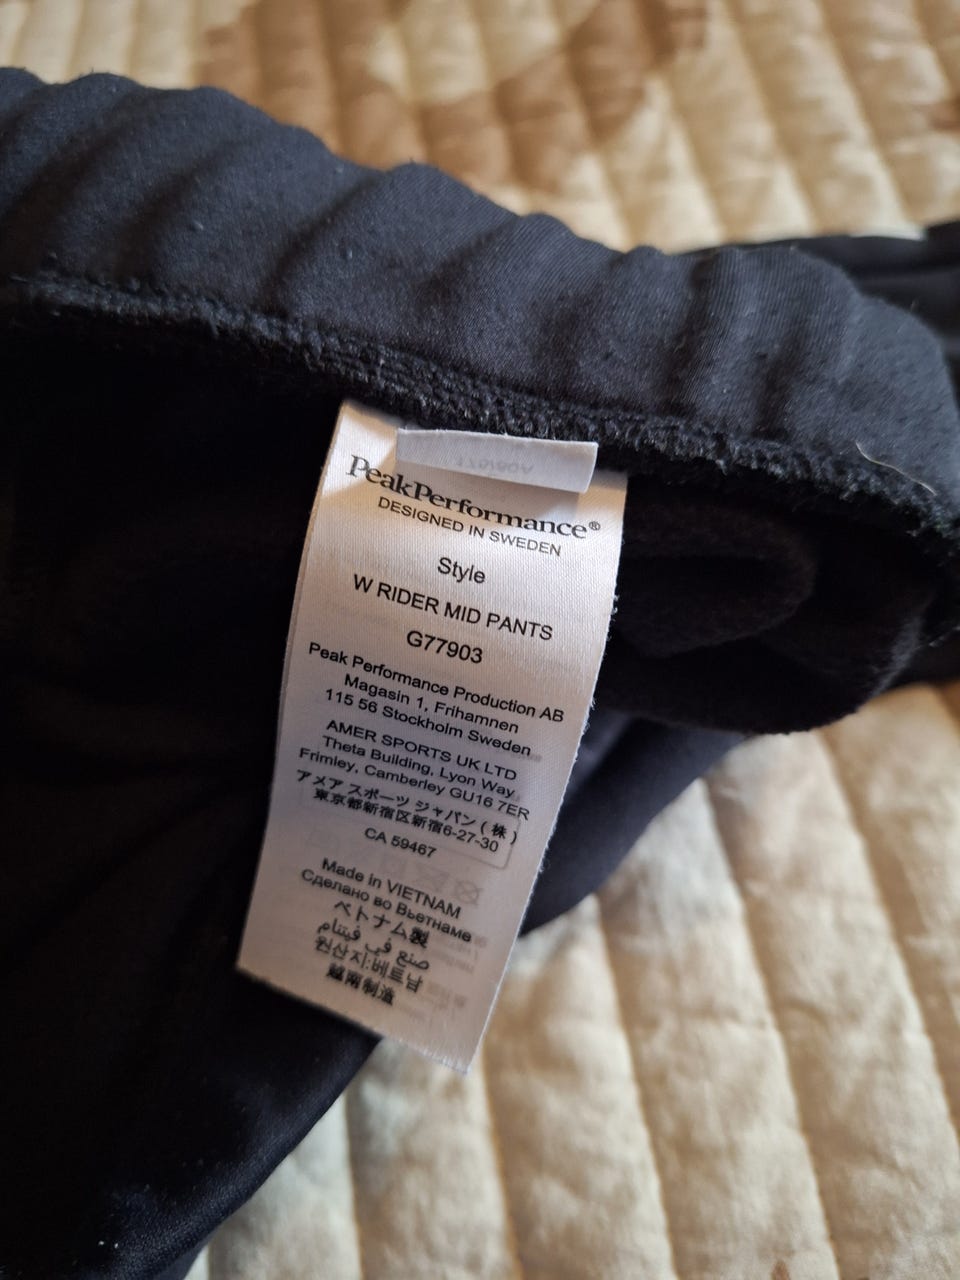 PeakPerformance®
DESIGNED IN SWEDEN
Style
W RIDER MID PANTS
G77903
Peak Performance Production AB
Magasin 1, Frihamnen
115 56 Stockholm Sweden
AMER SPORTS UK LTD
Theta Building, Lyon Way
Frimley, Camberley GU16 7ER
アメア スポーツ ジャパン ( 株 )
東京都新宿区新宿6-27-30
CA 59467
Made in VIETNAM
Сделано во Вьетнаме
ベトナム製
صنع في فيتنام
원산지:베트남
越南制造